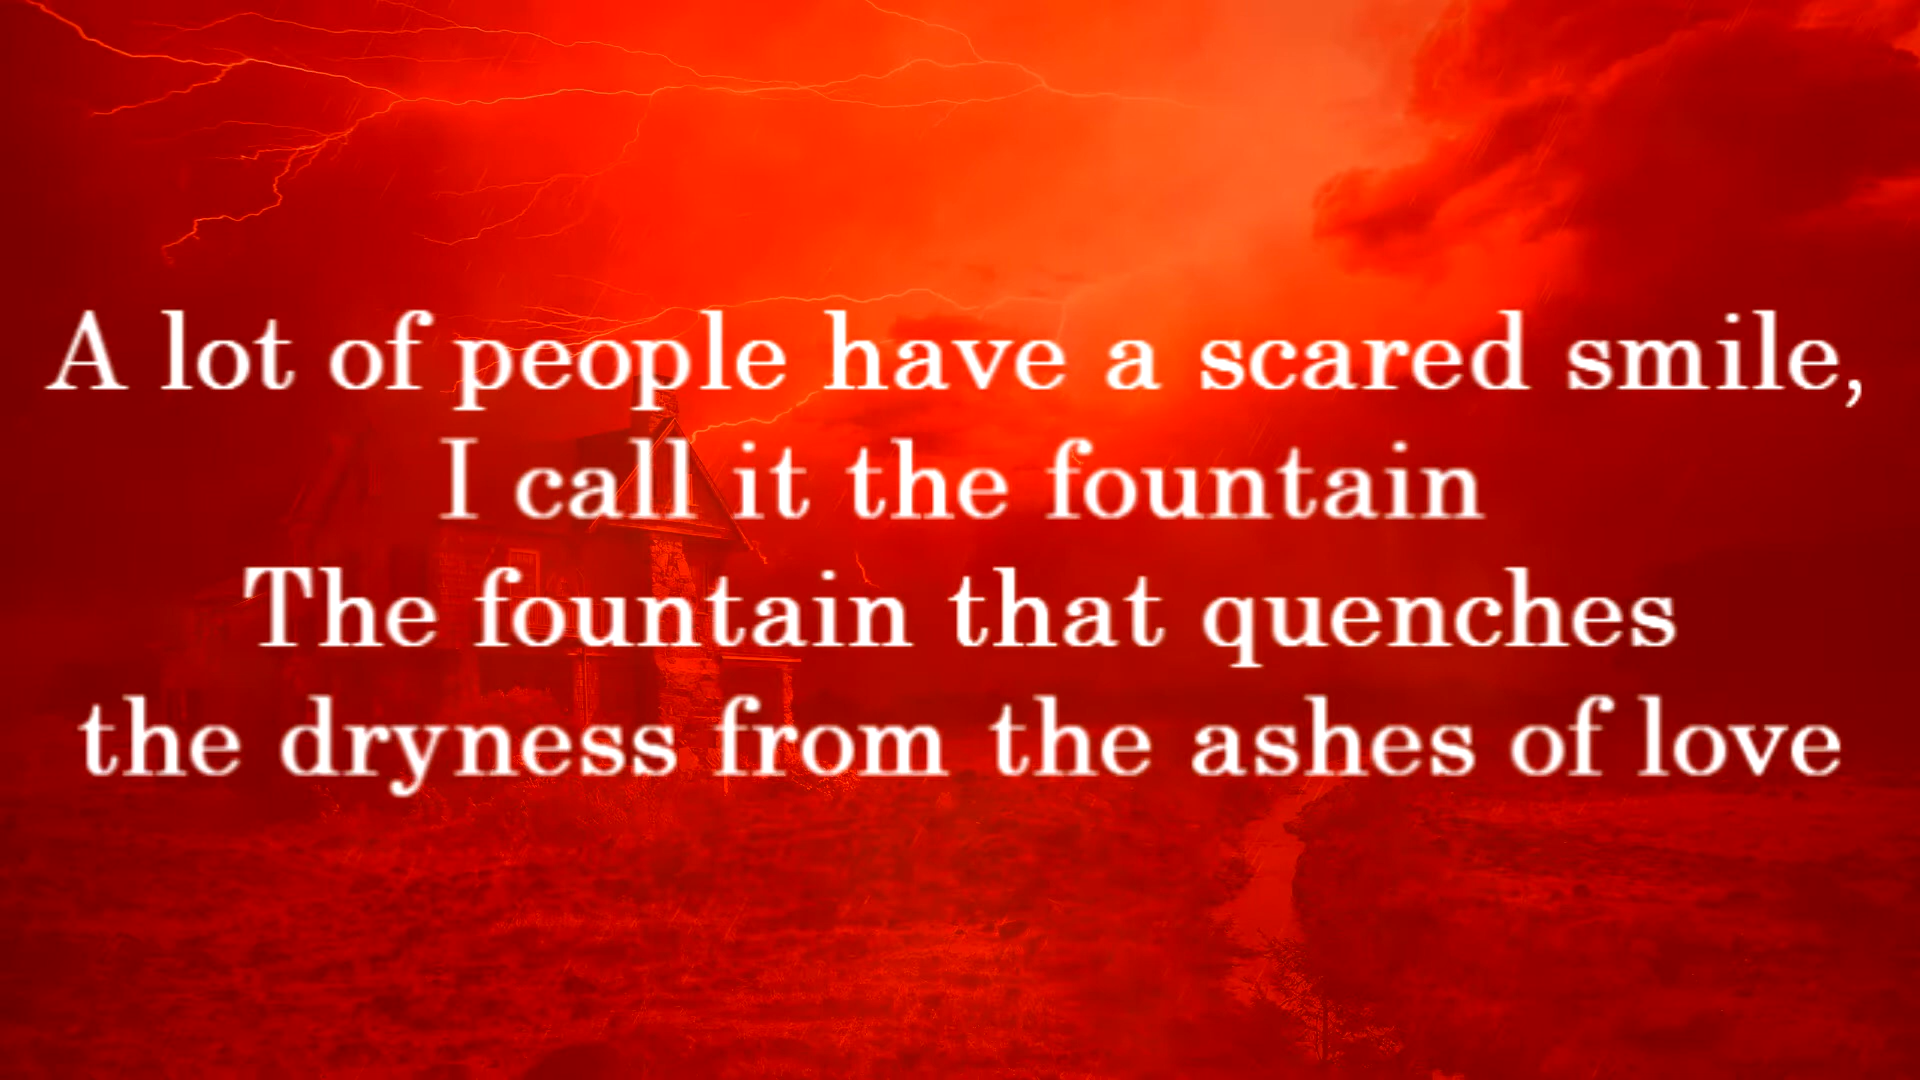 A lot of people have a scared smile,
I call it the fountain
The fountain that quenches
the dryness from the ashes of love